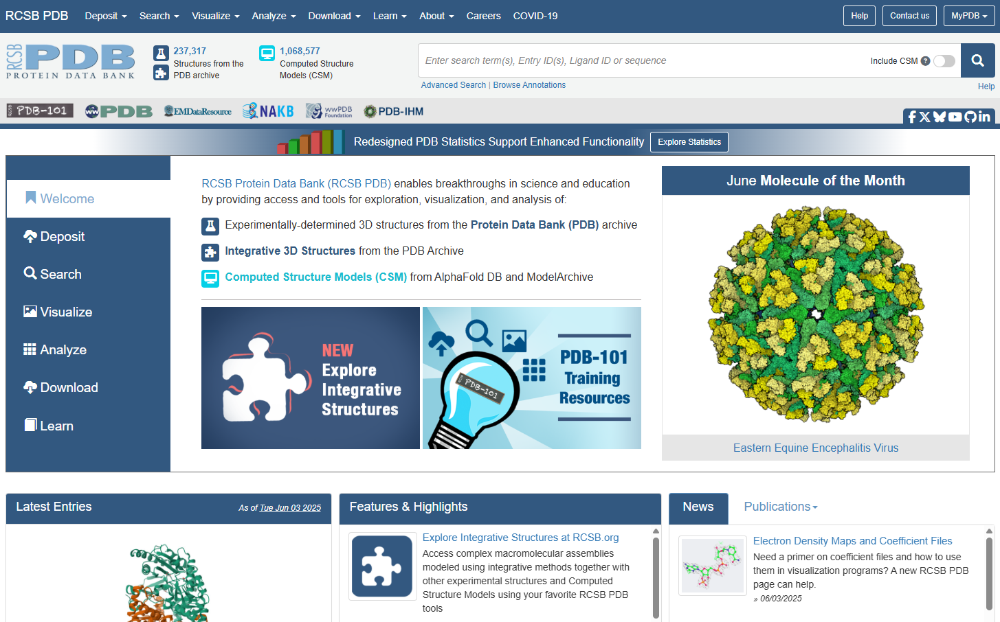 RCSB PDB Deposit Search Visualize Analyze Download Learn About Careers COVID-19 Help Contact us MyPDB
RCSB PDB
PROTEIN DATA BANK
237,317
Structures from the
PDB archive
1,068,577
Computed Structure
Models (CSM)
Enter search term(s), Entry ID(s), Ligand ID or sequence
Include CSM ?
Advanced Search | Browse Annotations
Help
PDB-101
PDB
EMDataResource
NAKB
wwPDB
Foundation
PDB-IHM
Redesigned PDB Statistics Support Enhanced Functionality Explore Statistics
Welcome
Deposit
Search
Visualize
Analyze
Download
Learn
RCSB Protein Data Bank (RCSB PDB) enables breakthroughs in science and education
by providing access and tools for exploration, visualization, and analysis of:
Experimentally-determined 3D structures from the Protein Data Bank (PDB) archive
Integrative 3D Structures from the PDB Archive
Computed Structure Models (CSM) from AlphaFold DB and ModelArchive
NEW
Explore
Integrative
Structures
PDB-101
PDB-101
Training
Resources
June Molecule of the Month
Eastern Equine Encephalitis Virus
Latest Entries As of Tue Jun 03 2025
Features & Highlights
Explore Integrative Structures at RCSB.org
Access complex macromolecular assemblies
modeled using integrative methods together with
other experimental structures and Computed
Structure Models using your favorite RCSB PDB
tools
News Publications
Electron Density Maps and Coefficient Files
Need a primer on coefficient files and how to use
them in visualization programs? A new RCSB PDB
page can help.
» 06/03/2025